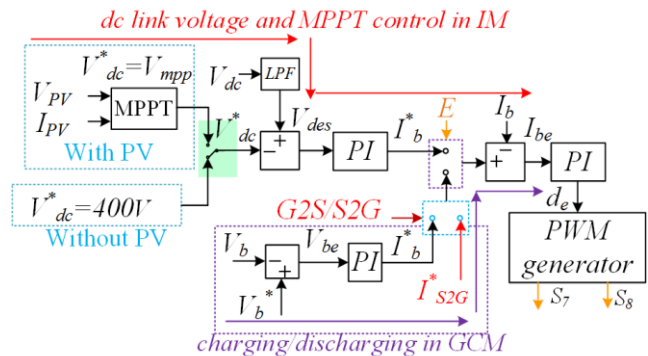 dc link voltage and MPPT control in IM
V*dc=Vmpp
VPV
IPV
MPPT
With PV
V*dc=400V
Without PV
Vdc
LPF
V*dc
Vdes
− +
PI
I*b
E
Ib
+ −
Ibe
PI
de
PWM
generator
S7
S8
G2S/S2G
Vb
− +
Vb*
Vbe
PI
I*b
I*S2G
charging/discharging in GCM